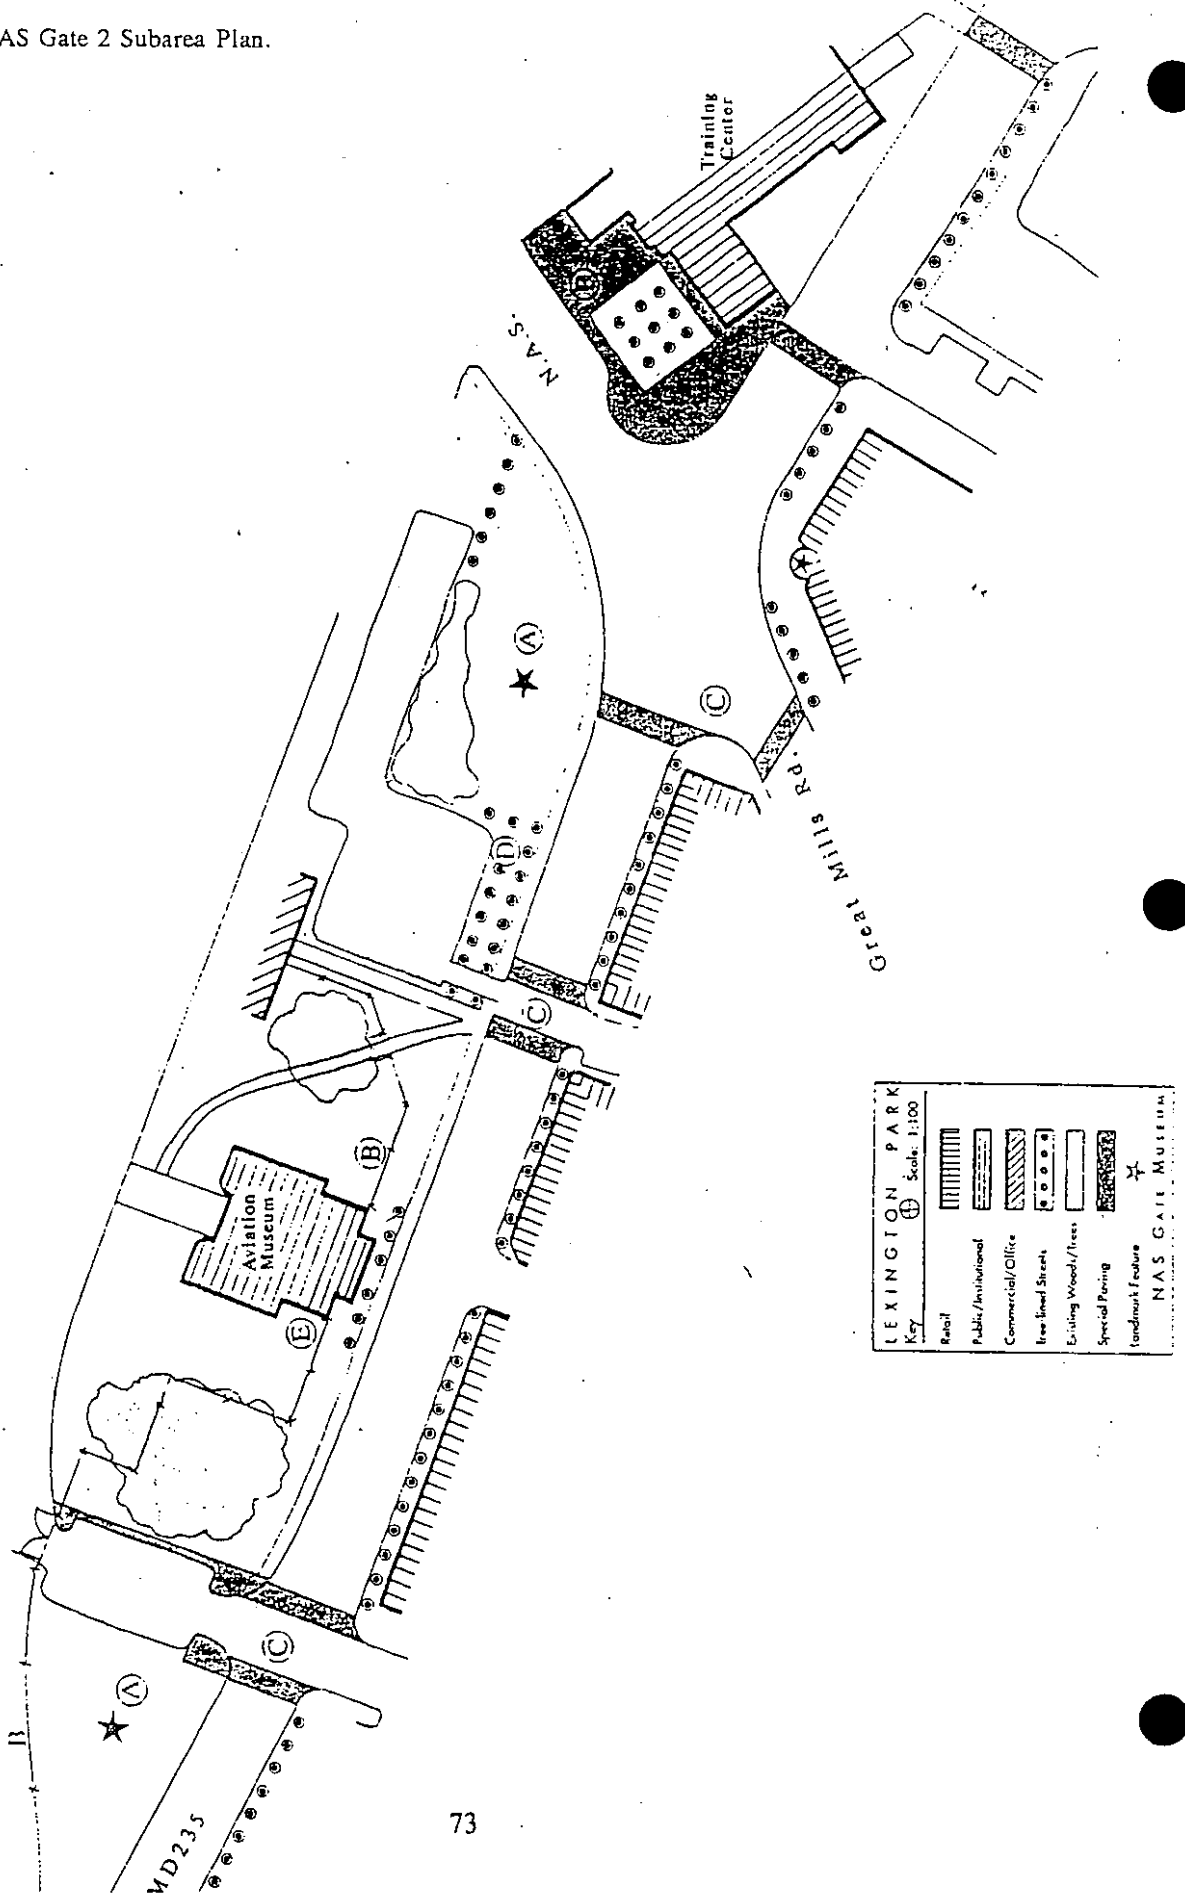 AS Gate 2 Subarea Plan.
Training
Center
B
N.A.S.
A
C
Great Mills Rd.
D
C
B
Aviation
Museum
E
C
A
B
MD235
LEXINGTON PARK
Key Scale: 1:100
Retail
Public/Institutional
Commercial/Office
Tree-lined Streets
Existing Woods/Trees
Special Paving
Landmark Feature
NAS GATE MUSEUM
73